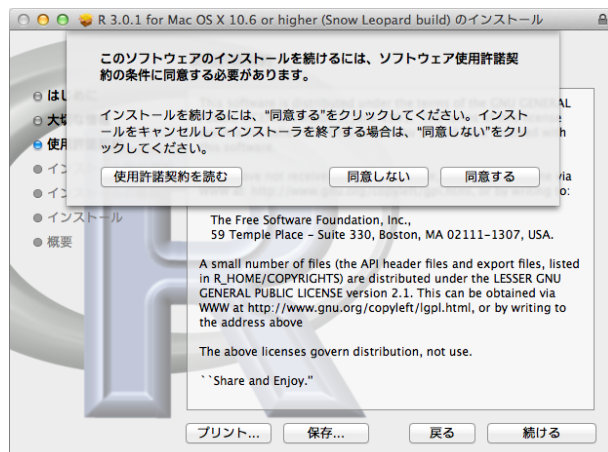 R 3.0.1 for Mac OS X 10.6 or higher (Snow Leopard build) のインストール
このソフトウェアのインストールを続けるには、ソフトウェア使用許諾契
約の条件に同意する必要があります。
インストールを続けるには、“同意する”をクリックしてください。インスト
ールをキャンセルしてインストーラを終了する場合は、“同意しない”をクリ
ックしてください。
使用許諾契約を読む
同意しない
同意する
インストール
概要
The Free Software Foundation, Inc.,
59 Temple Place – Suite 330, Boston, MA 02111-1307, USA.
A small number of files (the API header files and export files, listed
in R_HOME/COPYRIGHTS) are distributed under the LESSER GNU
GENERAL PUBLIC LICENSE version 2.1. This can be obtained via
WWW at http://www.gnu.org/copyleft/lgpl.html, or by writing to
the address above
The above licenses govern distribution, not use.
``Share and Enjoy.''
プリント...
保存...
戻る
続ける